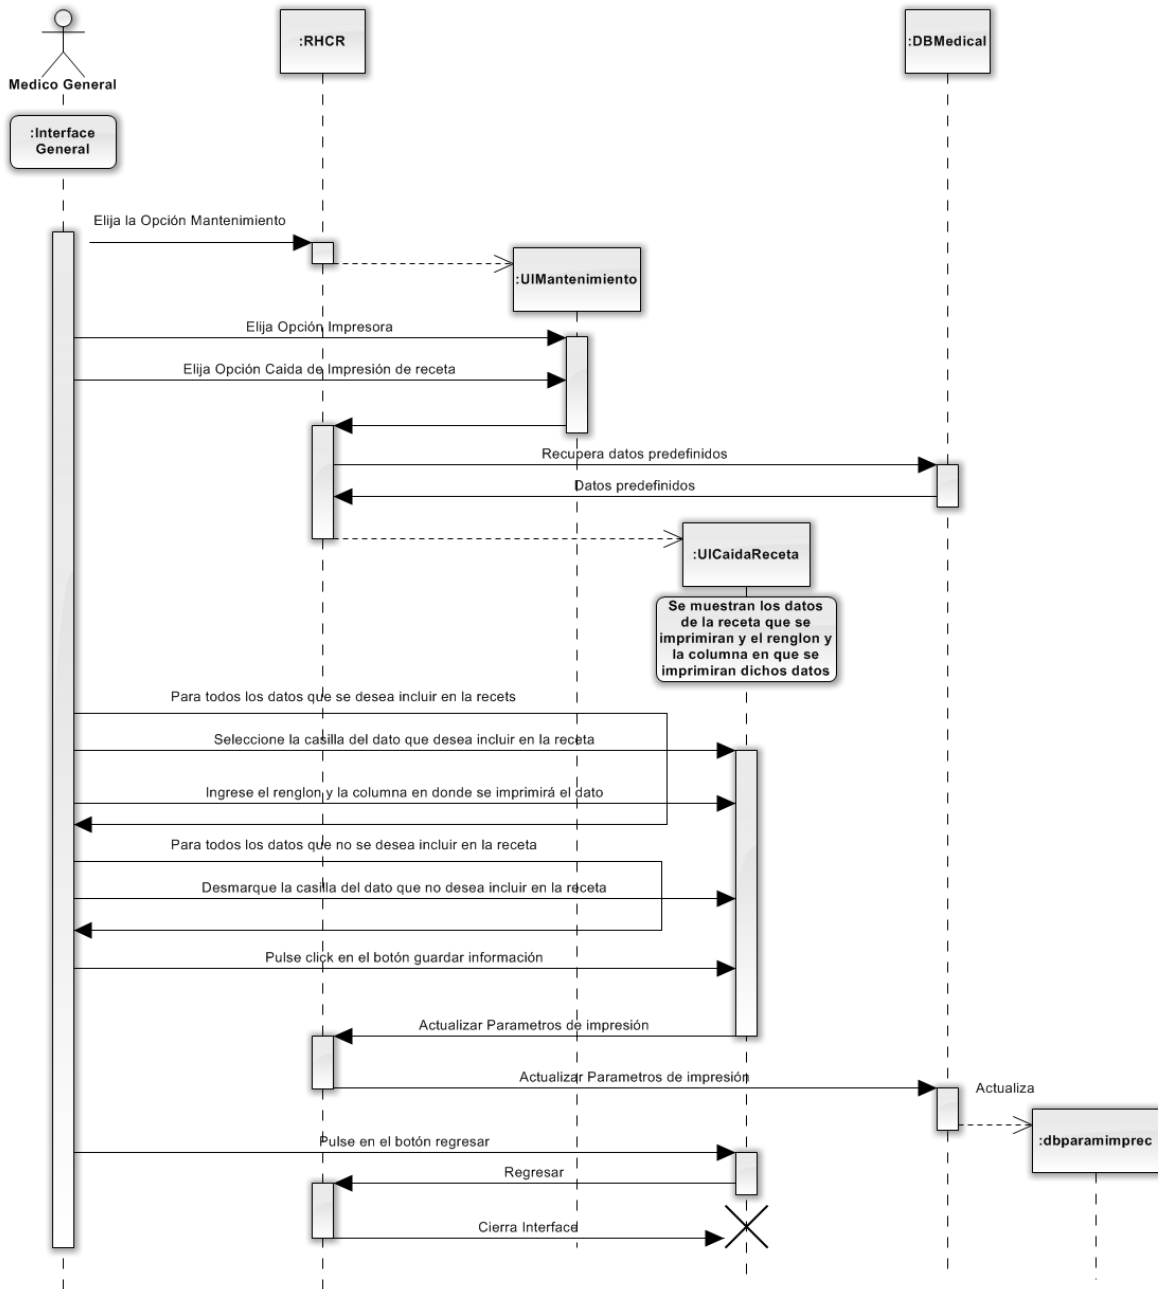 :RHCR
:DBMedical
Medico General
:Interface
General
Elija la Opción Mantenimiento
:UIMantenimiento
Elija Opción Impresora
Elija Opción Caida de Impresión de receta
Recupera datos predefinidos
Datos predefinidos
:UICaidaReceta
Se muestran los datos
de la receta que se
imprimiran y el renglon y
la columna en que se
imprimiran dichos datos
Para todos los datos que se desea incluir en la recets
Seleccione la casilla del dato que desea incluir en la receta
Ingrese el renglon y la columna en donde se imprimirá el dato
Para todos los datos que no se desea incluir en la receta
Desmarque la casilla del dato que no desea incluir en la receta
Pulse click en el botón guardar información
Actualizar Parametros de impresión
Actualizar Parametros de impresión
Actualiza
:dbparamimprec
Pulse en el botón regresar
Regresar
Cierra Interface